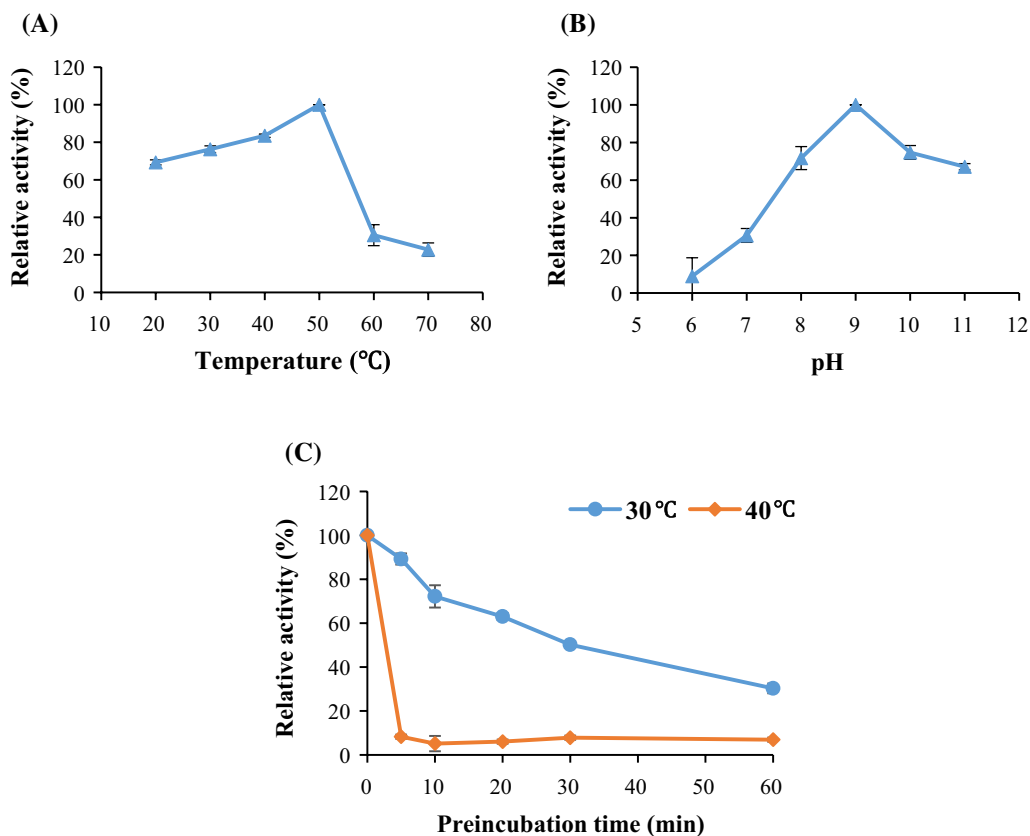 (A)
Relative activity (%)
120
100
80
60
40
20
0
10 20 30 40 50 60 70 80
Temperature (℃)
(B)
Relative activity (%)
120
100
80
60
40
20
0
5 6 7 8 9 10 11 12
pH
(C)
Relative activity (%)
120
100
80
60
40
20
0
30℃ 40℃
0 10 20 30 40 50 60
Preincubation time (min)